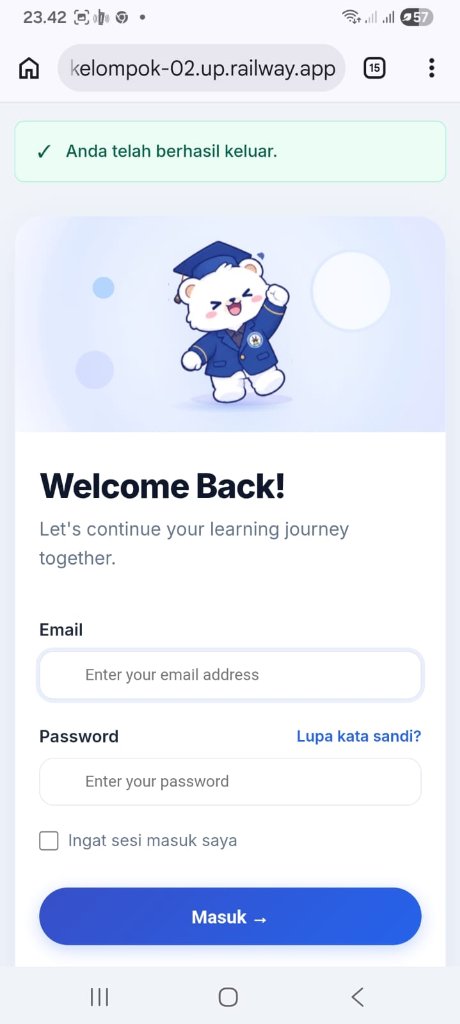 23.42
57
kelompok-02.up.railway.app
15
✓ Anda telah berhasil keluar.
Welcome Back!
Let's continue your learning journey
together.
Email
Enter your email address
Password
Lupa kata sandi?
Enter your password
Ingat sesi masuk saya
Masuk →